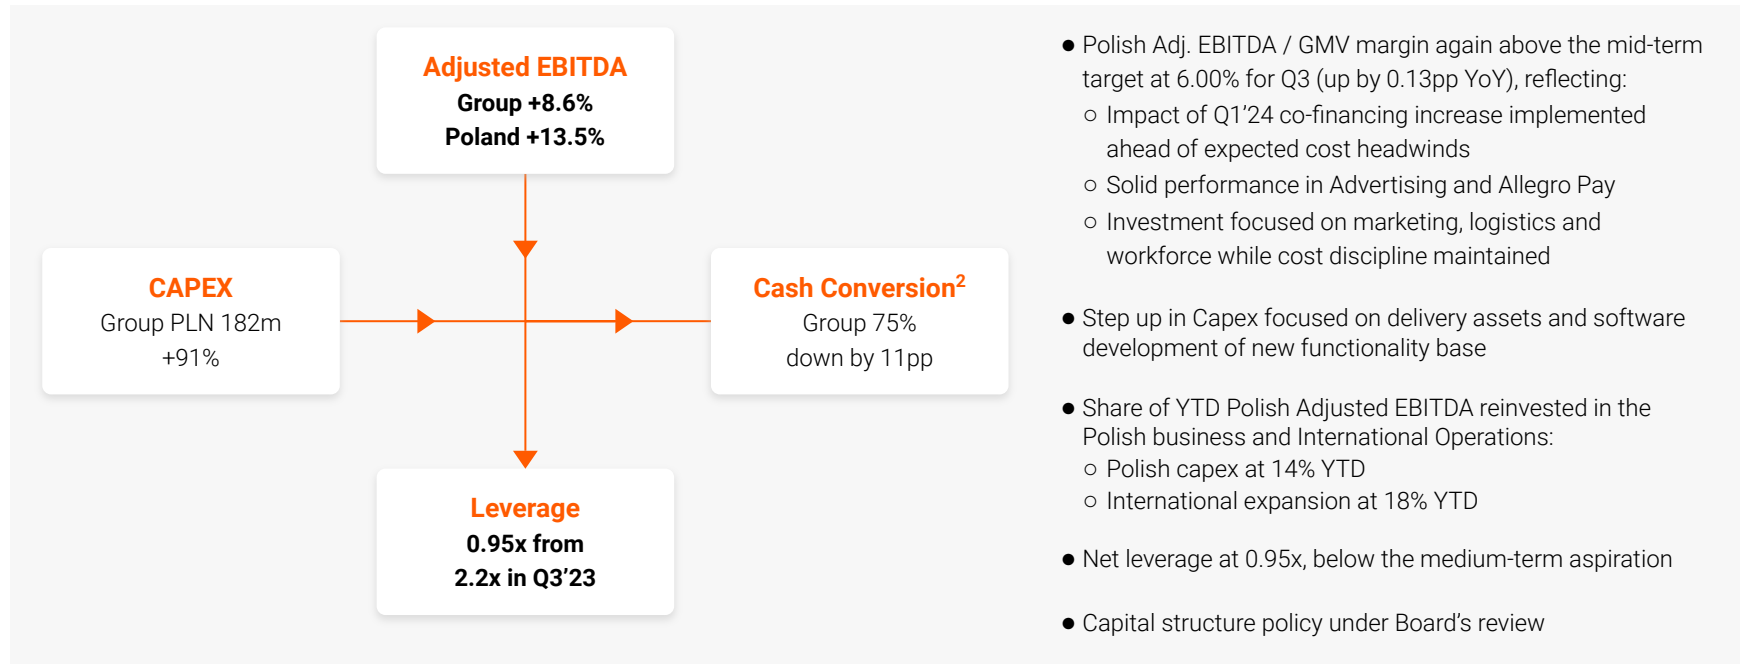 Adjusted EBITDA
Group +8.6%
Poland +13.5%
CAPEX
Group PLN 182m
+91%
Cash Conversion²
Group 75%
down by 11pp
Leverage
0.95x from
2.2x in Q3’23
● Polish Adj. EBITDA / GMV margin again above the mid-term
target at 6.00% for Q3 (up by 0.13pp YoY), reflecting:
○ Impact of Q1’24 co-financing increase implemented
ahead of expected cost headwinds
○ Solid performance in Advertising and Allegro Pay
○ Investment focused on marketing, logistics and
workforce while cost discipline maintained
● Step up in Capex focused on delivery assets and software
development of new functionality base
● Share of YTD Polish Adjusted EBITDA reinvested in the
Polish business and International Operations:
○ Polish capex at 14% YTD
○ International expansion at 18% YTD
● Net leverage at 0.95x, below the medium-term aspiration
● Capital structure policy under Board’s review